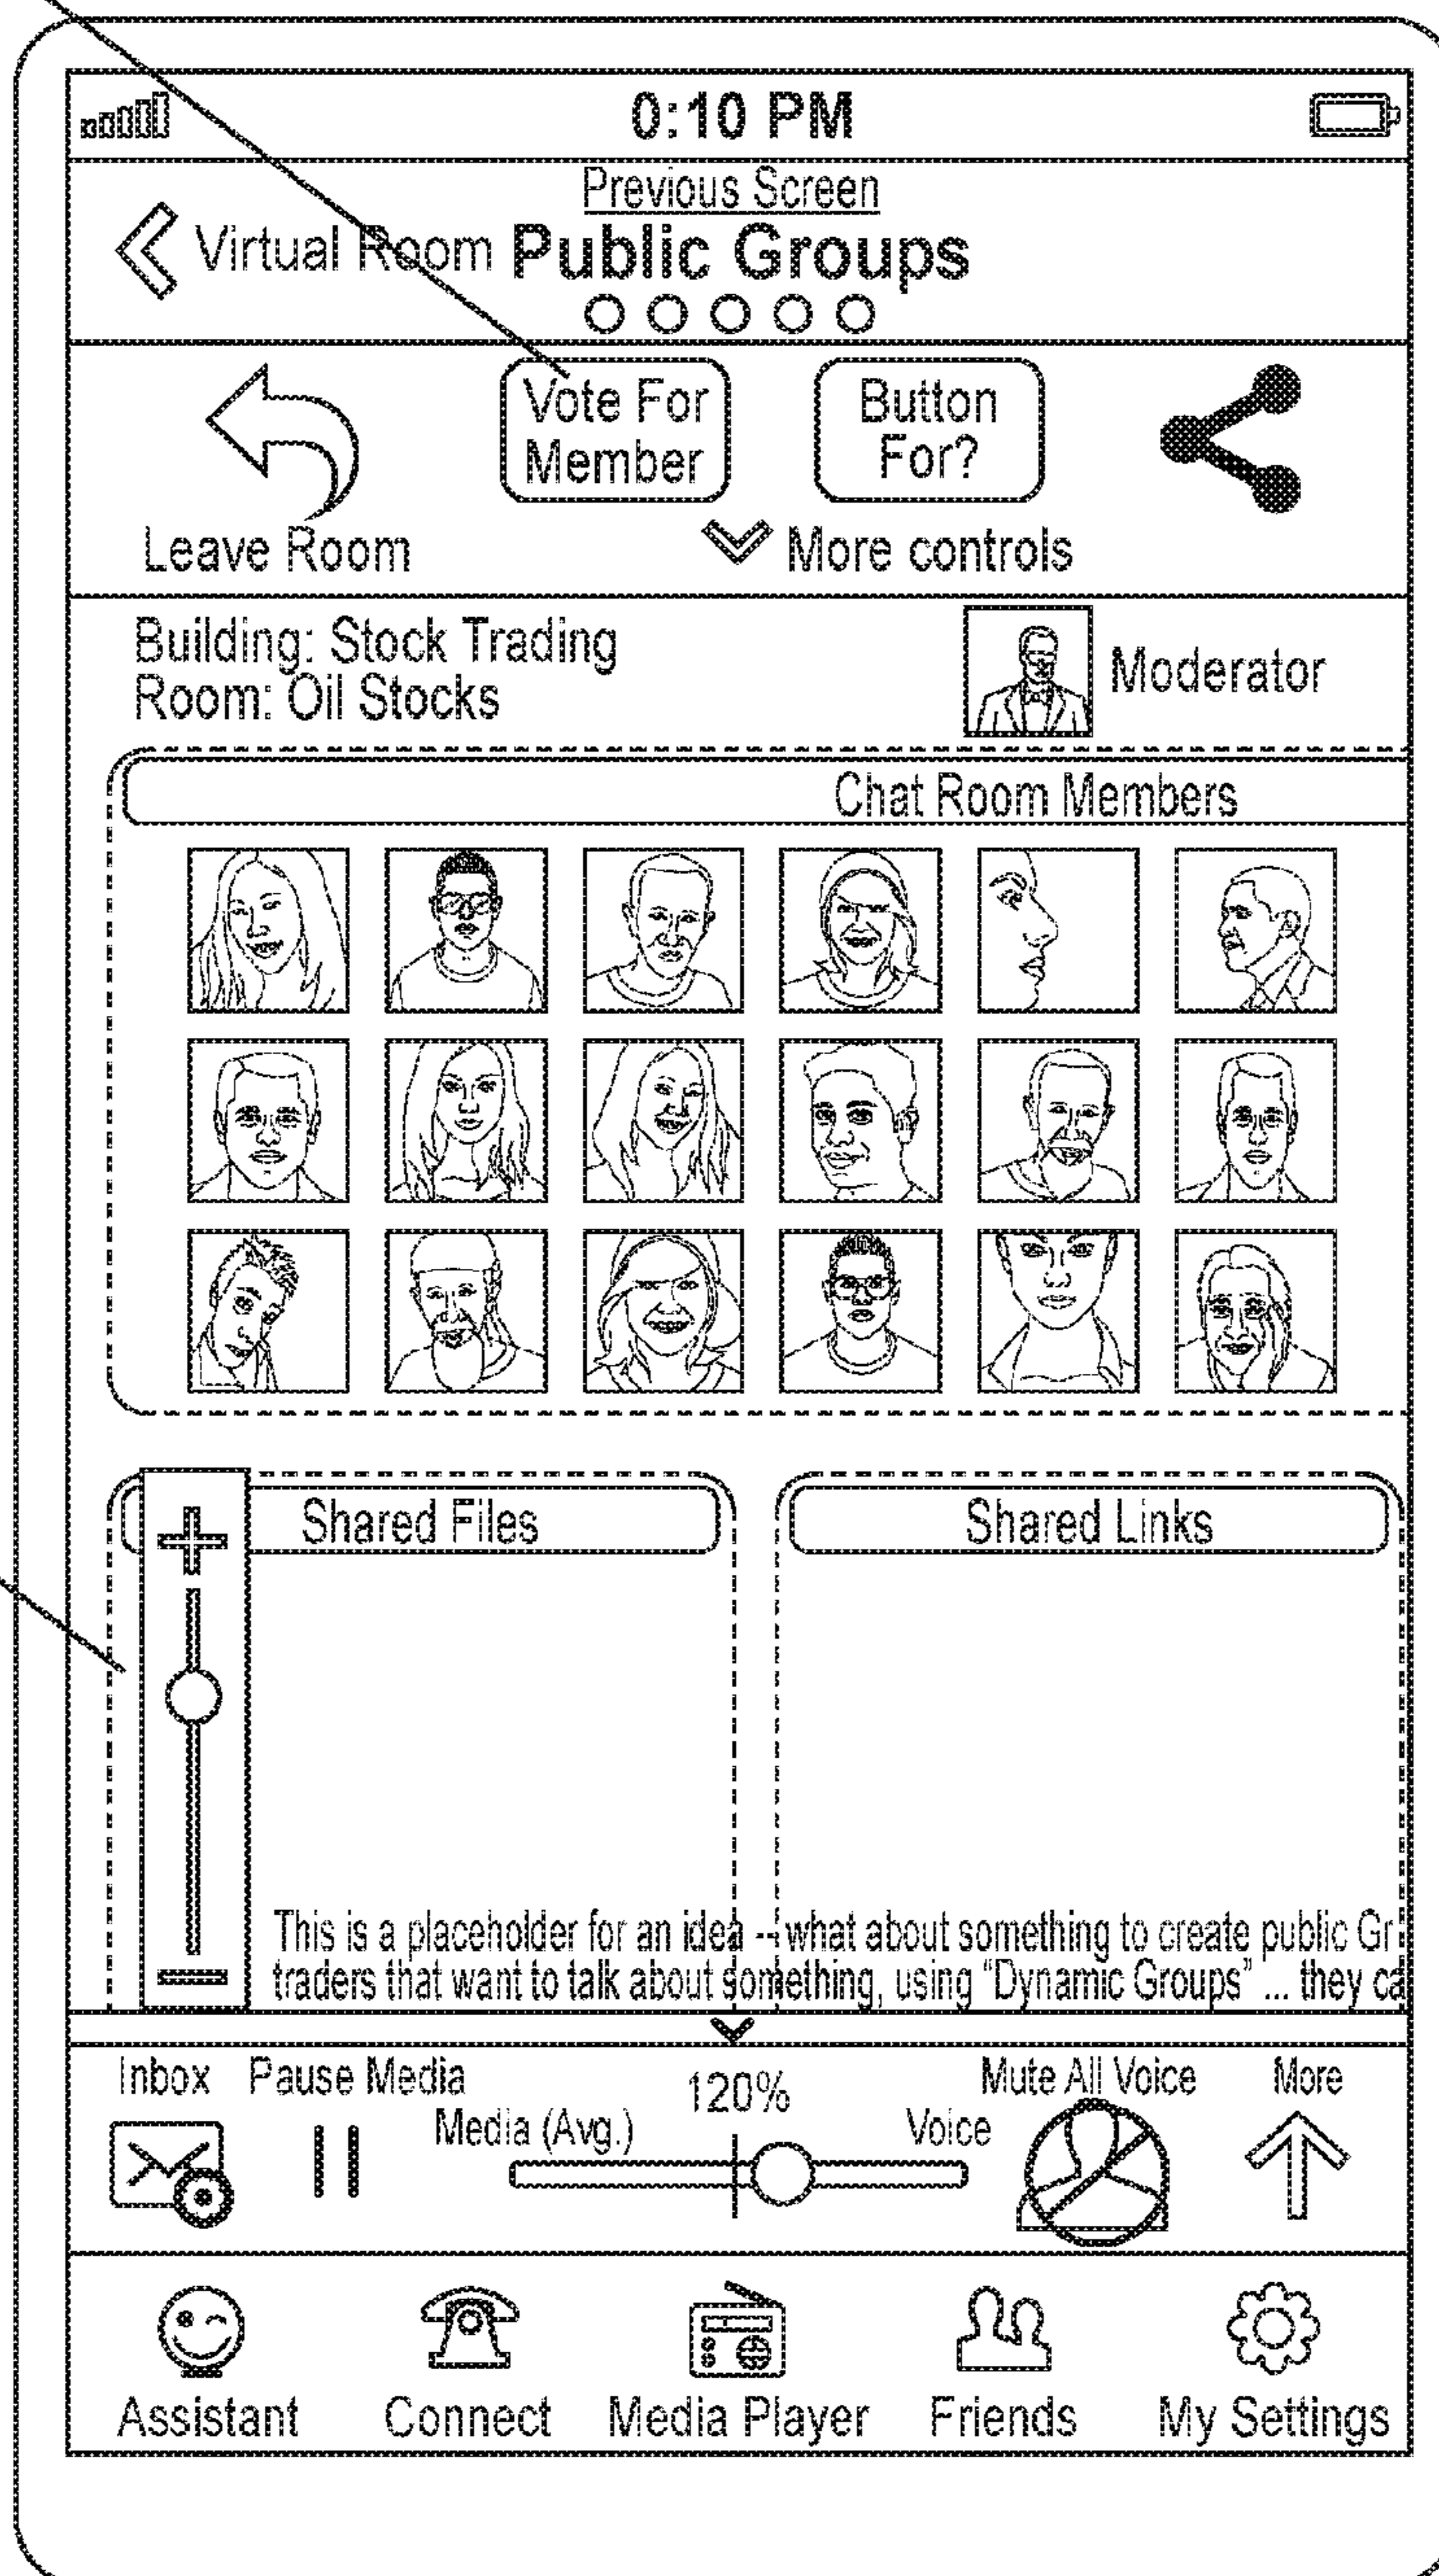 0:10 PM
Previous Screen
Virtual Room Public Groups
Vote For
Member
Button
For?
Leave Room
More controls
Building: Stock Trading
Room: Oil Stocks
Moderator
Chat Room Members
Shared Files
Shared Links
This is a placeholder for an idea -- what about something to create public Gr
traders that want to talk about something, using “Dynamic Groups” ... they ca
Inbox
Pause Media
Media (Avg.)
120%
Voice
Mute All Voice
More
Assistant
Connect
Media Player
Friends
My Settings